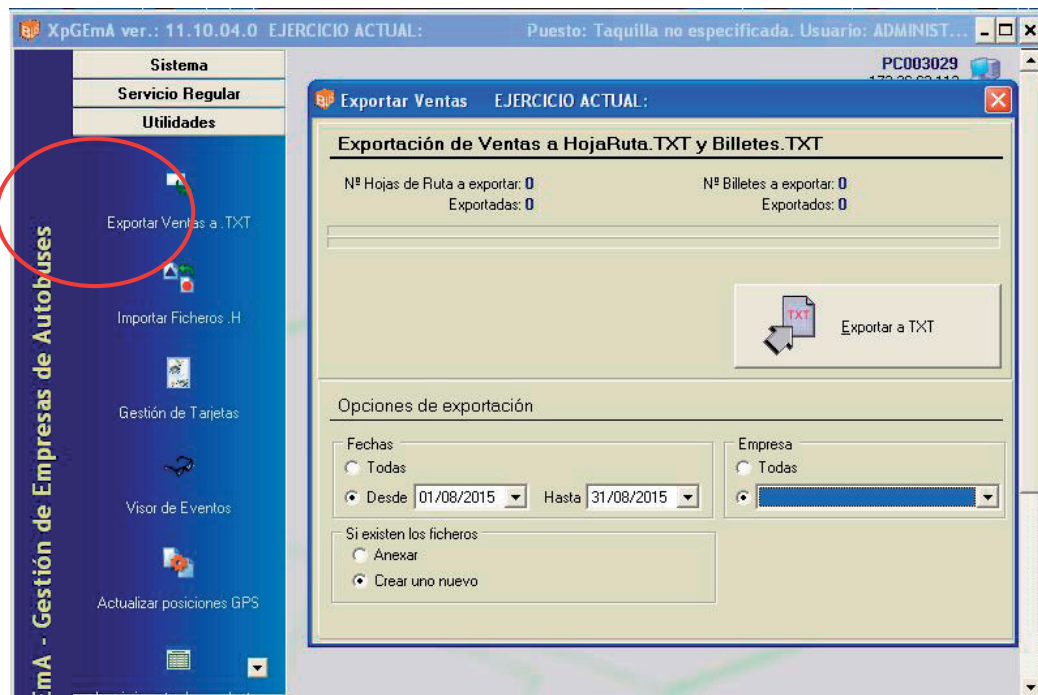 XpGEmA ver.: 11.10.04.0 EJERCICIO ACTUAL: Puesto: Taquilla no especificada. Usuario: ADMINIST...
Sistema
Servicio Regular
Utilidades
Exportar Ventas a .TXT
Importar Ficheros .H
Gestión de Tarjetas
Visor de Eventos
Actualizar posiciones GPS
EmA - Gestión de Empresas de Autobuses
PC003029
Exportar Ventas EJERCICIO ACTUAL:
Exportación de Ventas a HojaRuta.TXT y Billetes.TXT
Nº Hojas de Ruta a exportar: 0 Nº Billetes a exportar: 0
Exportadas: 0 Exportados: 0
TXT
Exportar a TXT
Opciones de exportación
Fechas
Todas
Desde 01/08/2015 Hasta 31/08/2015
Empresa
Todas
Si existen los ficheros
Anexar
Crear uno nuevo